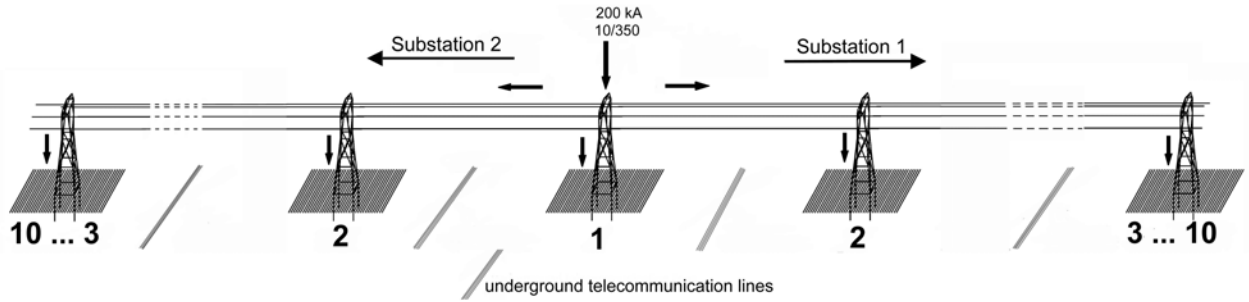 200 kA
10/350
Substation 2
Substation 1
10 ... 3
2
1
2
3 ... 10
underground telecommunication lines